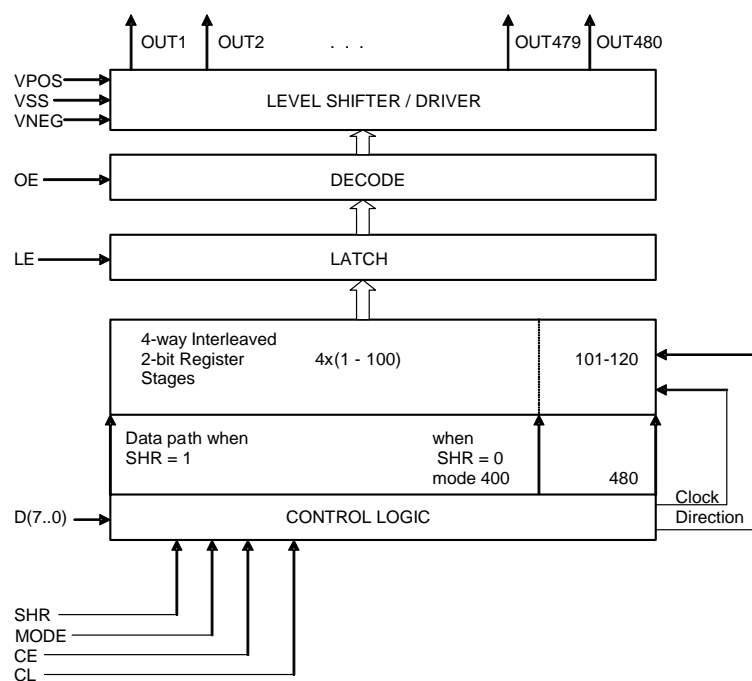 OUT1 OUT2 . . . OUT479 OUT480
VPOS
VSS
VNEG
LEVEL SHIFTER / DRIVER
OE
DECODE
LE
LATCH
4-way Interleaved
2-bit Register
Stages
4x(1 - 100)
101-120
Data path when
SHR = 1
when
SHR = 0
mode 400
480
Clock
Direction
D(7..0)
CONTROL LOGIC
SHR
MODE
CE
CL